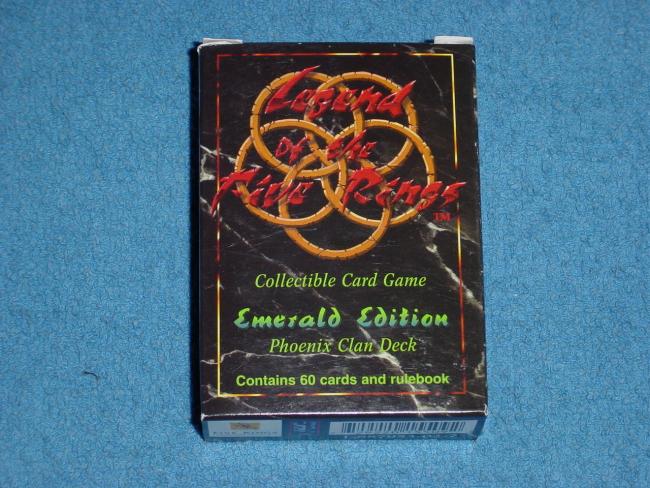 Legend
of the
Five Rings
TM
Collectible Card Game
Emerald Edition
Phoenix Clan Deck
Contains 60 cards and rulebook